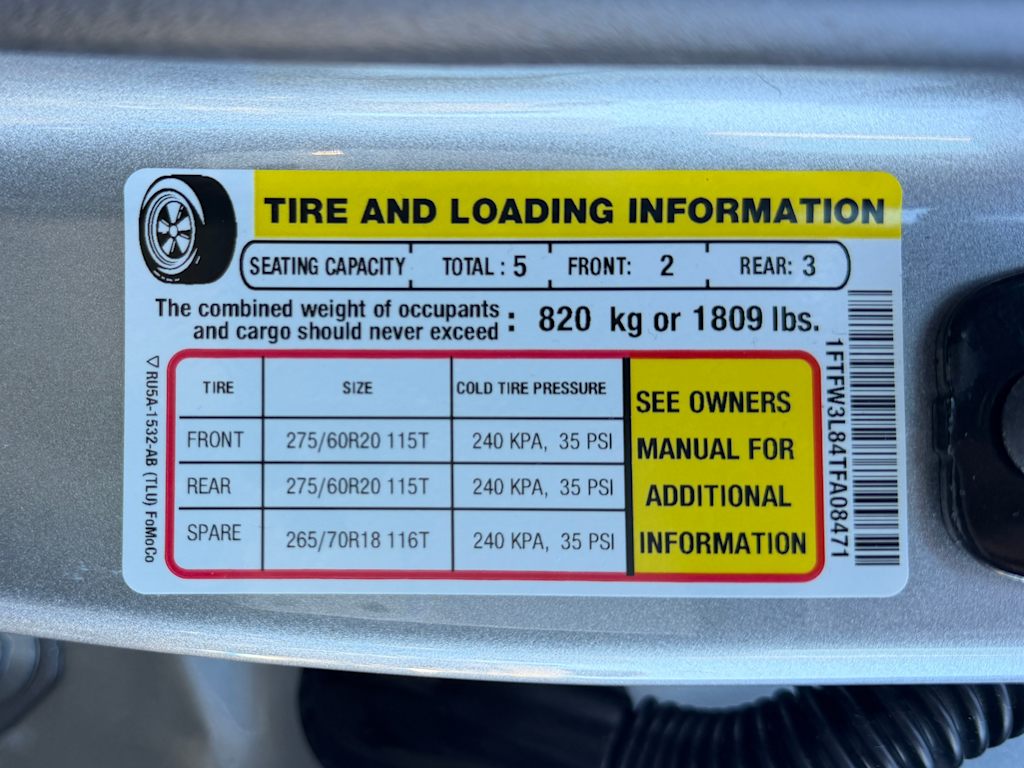 TIRE AND LOADING INFORMATION
SEATING CAPACITY TOTAL : 5 FRONT: 2 REAR: 3
The combined weight of occupants
and cargo should never exceed : 820 kg or 1809 lbs.
TIRE SIZE COLD TIRE PRESSURE
FRONT 275/60R20 115T 240 KPA, 35 PSI
REAR 275/60R20 115T 240 KPA, 35 PSI
SPARE 265/70R18 116T 240 KPA, 35 PSI
SEE OWNERS
MANUAL FOR
ADDITIONAL
INFORMATION
1FTFW3L84TFA08471
▽RU5A-1532-AB (TLU) FoMoCo